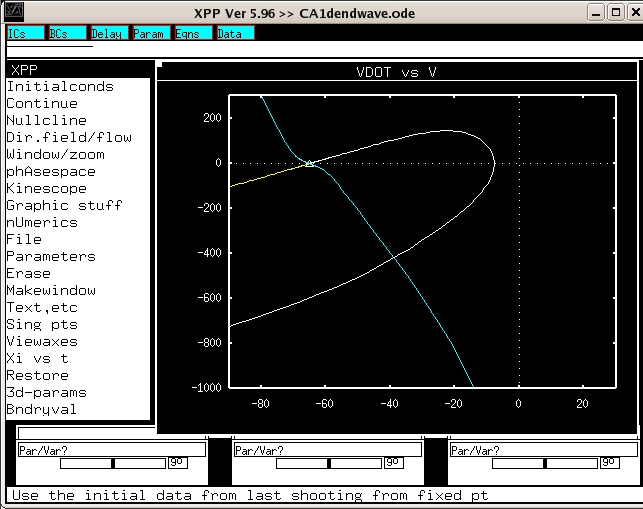 XPP Ver 5.96 >> CA1dendwave.ode
ICs BCs Delay Param Eqns Data
XPP
VDOT vs V
Initialconds
Continue
Nullcline
Dir.field/flow
Window/zoom
phAsespace
Kinescope
Graphic stuff
nUmerics
File
Parameters
Erase
Makewindow
Text,etc
Sing pts
Viewaxes
Xi vs t
Restore
3d-params
Bndryval
200
0
-200
-400
-600
-800
-1000
-80 -60 -40 -20 0 20
Par/Var? Par/Var? Par/Var?
Use the initial data from last shooting from fixed pt